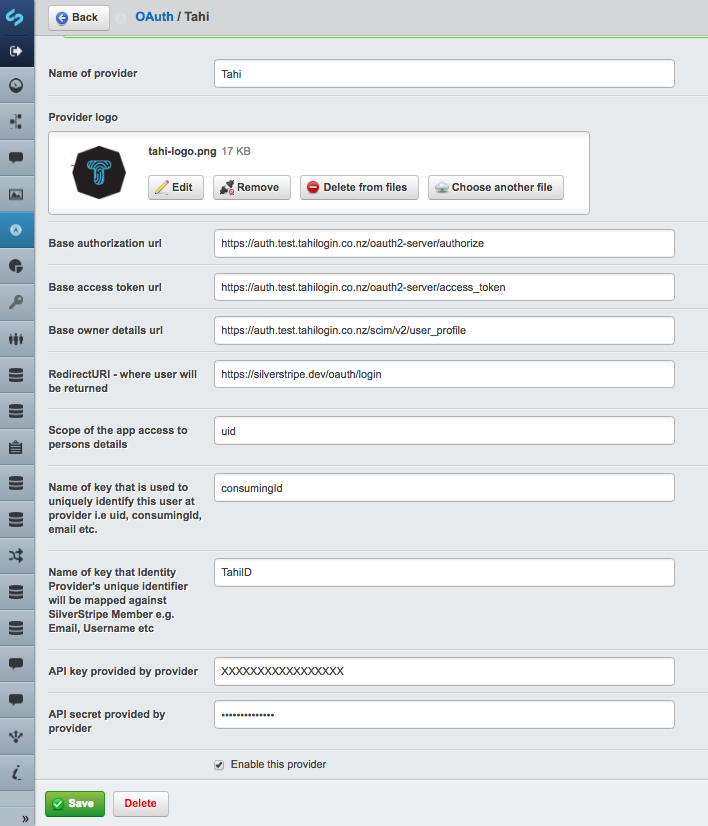 Back
OAuth / Tahi
Name of provider
Tahi
Provider logo
tahi-logo.png 17 KB
Edit
Remove
Delete from files
Choose another file
Base authorization url
https://auth.test.tahilogin.co.nz/oauth2-server/authorize
Base access token url
https://auth.test.tahilogin.co.nz/oauth2-server/access_token
Base owner details url
https://auth.test.tahilogin.co.nz/scim/v2/user_profile
RedirectURI - where user will
be returned
https://silverstripe.dev/oauth/login
Scope of the app access to
persons details
uid
Name of key that is used to
uniquely identify this user at
provider i.e uid, consumingId,
email etc.
consumingId
Name of key that Identity
Provider's unique identifier
will be mapped against
SilverStripe Member e.g.
Email, Username etc
TahiID
API key provided by provider
XXXXXXXXXXXXXXXXX
API secret provided by
provider
••••••••••••••
Enable this provider
Save
Delete
»